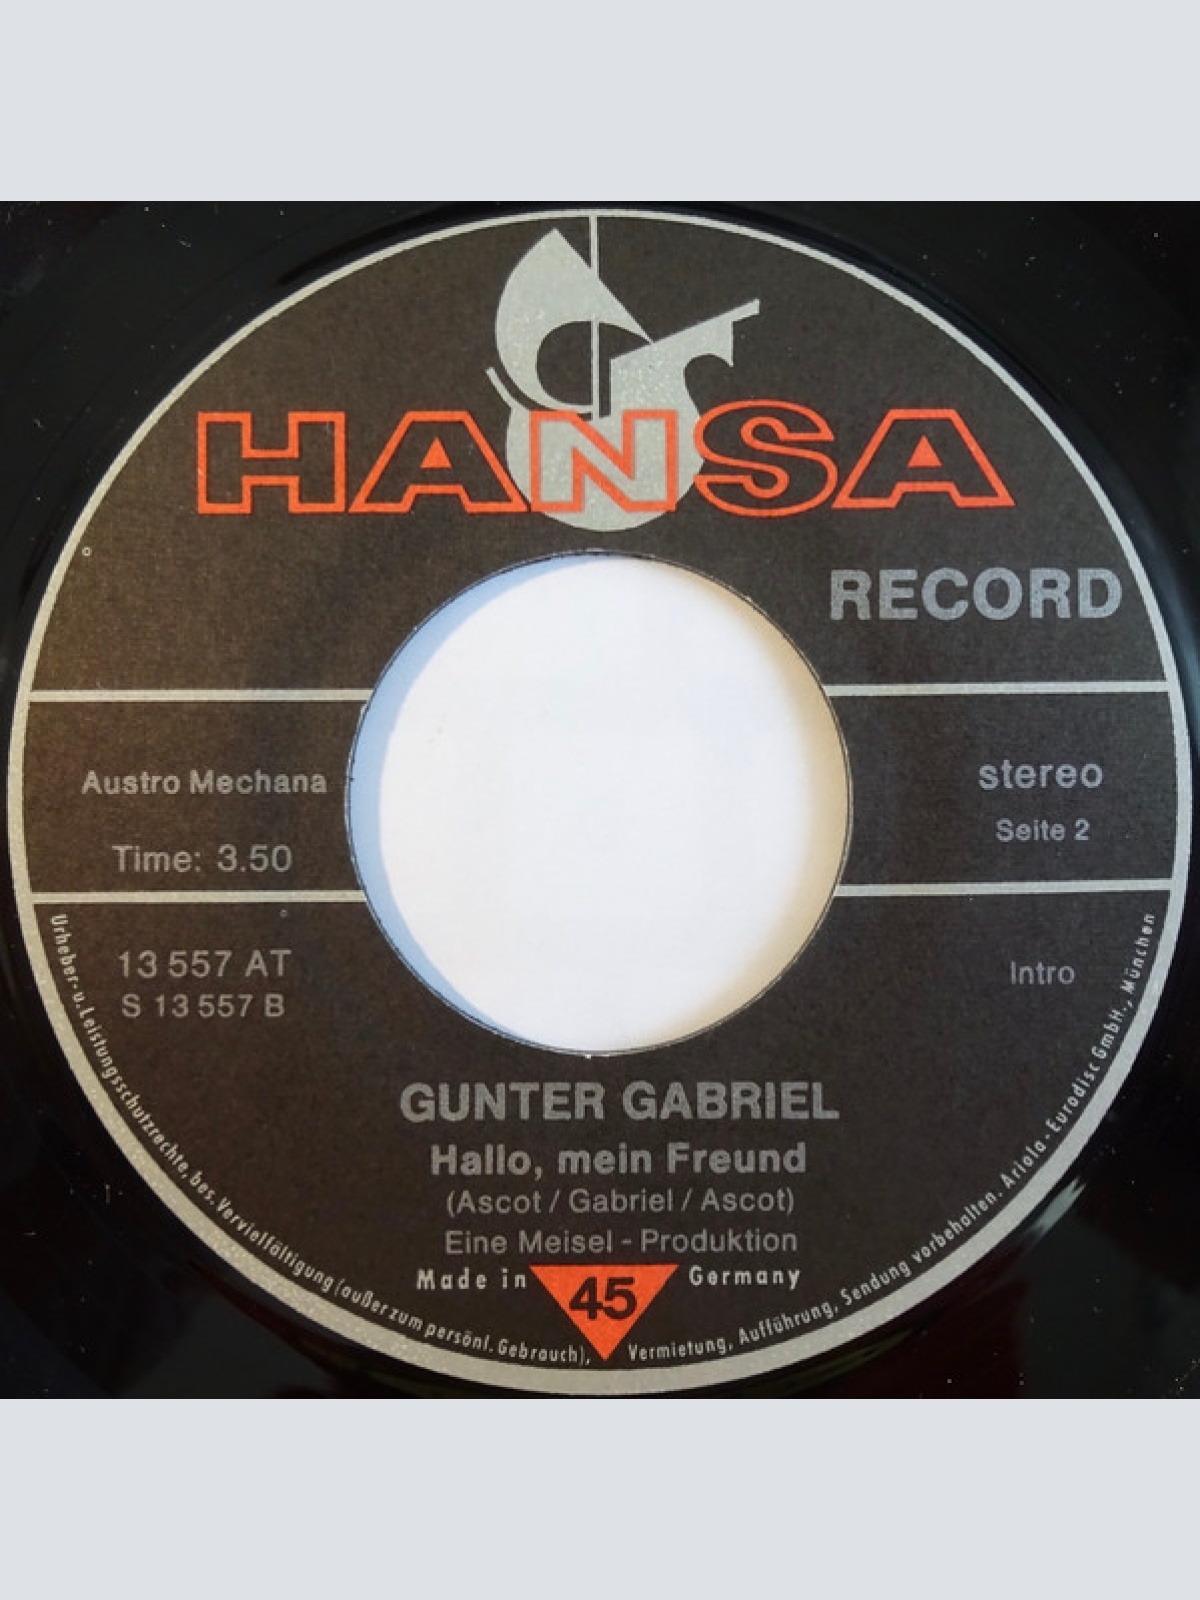 HANSA
RECORD
Austro Mechana
stereo
Seite 2
Time: 3.50
13 557 AT
S 13 557 B
Intro
GUNTER GABRIEL
Hallo, mein Freund
(Ascot / Gabriel / Ascot)
Eine Meisel - Produktion
Made in 45 Germany
Urheber- u. Leistungsschutzrechte, bes. Vervielfältigung (außer zum persönl. Gebrauch), Vermietung, Aufführung, Sendung vorbehalten. Ariola-Eurodisc GmbH., München